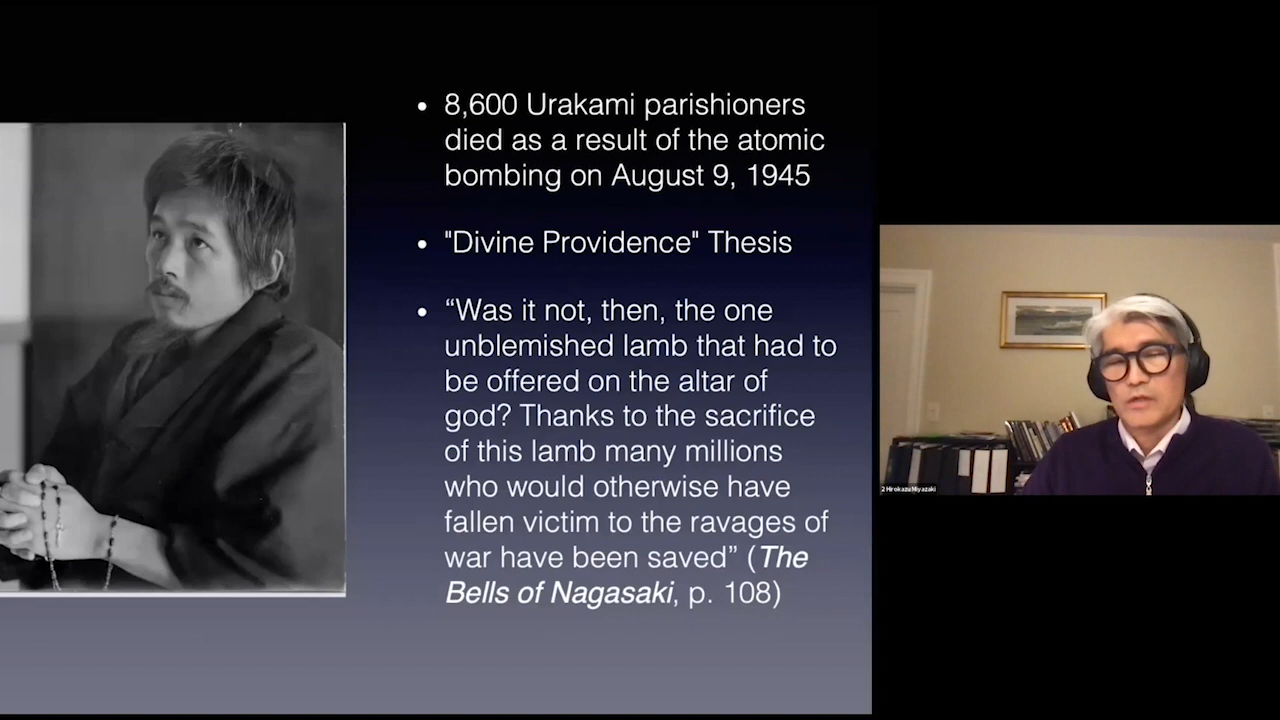 • 8,600 Urakami parishioners
died as a result of the atomic
bombing on August 9, 1945
• "Divine Providence" Thesis
• “Was it not, then, the one
unblemished lamb that had to
be offered on the altar of
god? Thanks to the sacrifice
of this lamb many millions
who would otherwise have
fallen victim to the ravages of
war have been saved” (The
Bells of Nagasaki, p. 108)
2 Hirokazu Miyazaki